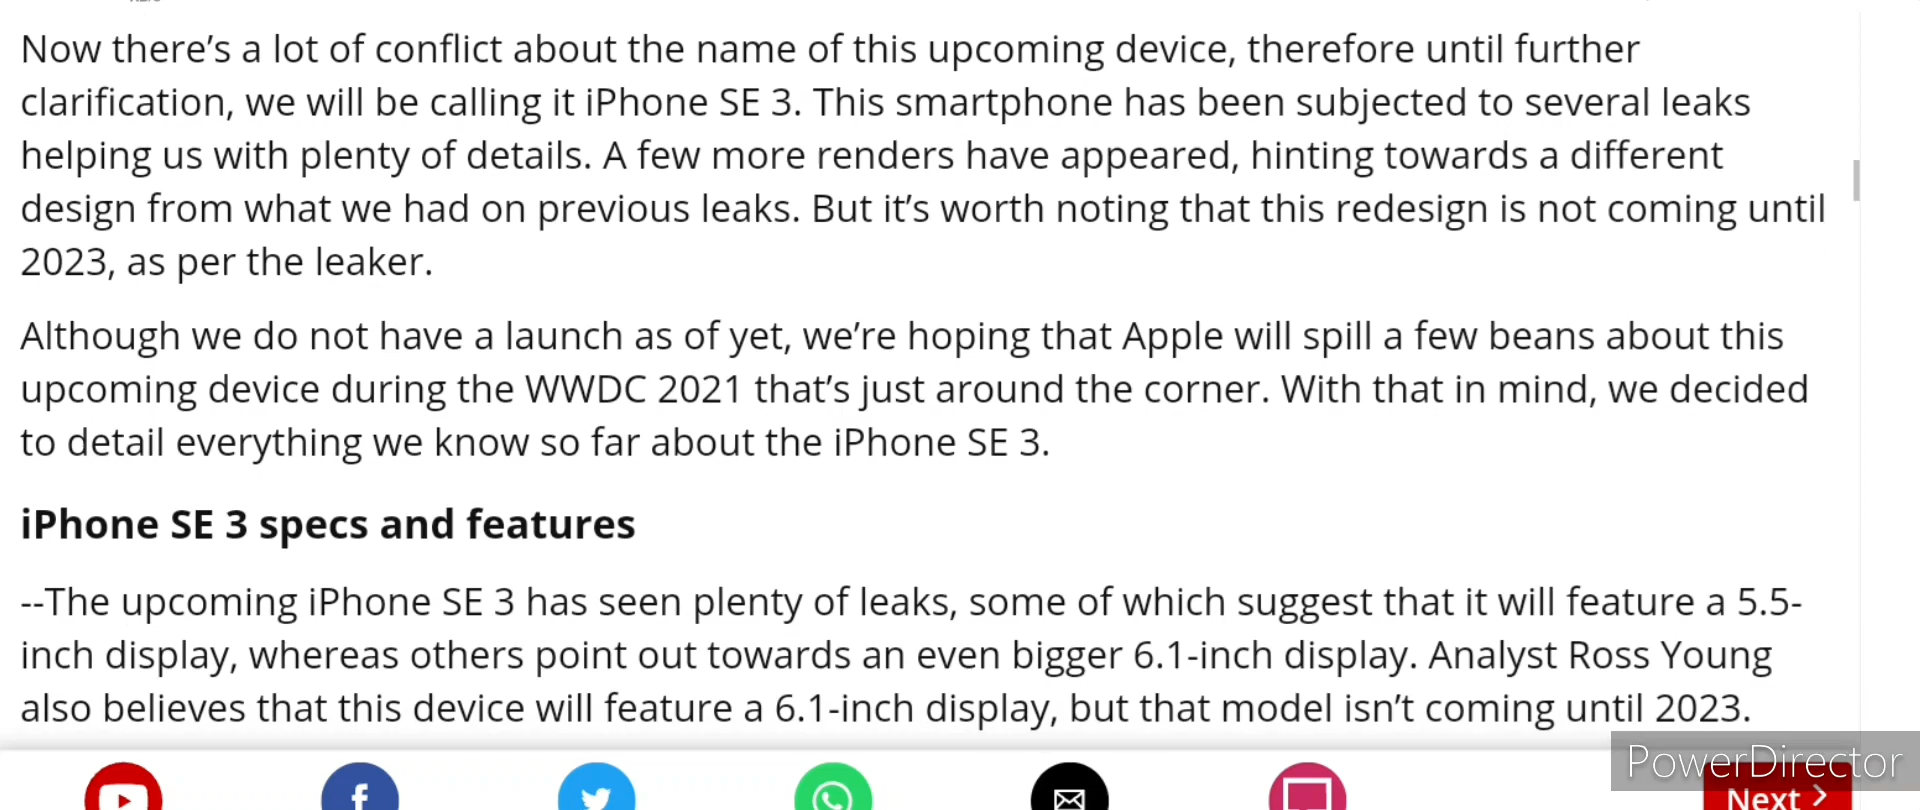 Now there’s a lot of conflict about the name of this upcoming device, therefore until further
clarification, we will be calling it iPhone SE 3. This smartphone has been subjected to several leaks
helping us with plenty of details. A few more renders have appeared, hinting towards a different
design from what we had on previous leaks. But it’s worth noting that this redesign is not coming until
2023, as per the leaker.
Although we do not have a launch as of yet, we’re hoping that Apple will spill a few beans about this
upcoming device during the WWDC 2021 that’s just around the corner. With that in mind, we decided
to detail everything we know so far about the iPhone SE 3.
iPhone SE 3 specs and features
--The upcoming iPhone SE 3 has seen plenty of leaks, some of which suggest that it will feature a 5.5-
inch display, whereas others point out towards an even bigger 6.1-inch display. Analyst Ross Young
also believes that this device will feature a 6.1-inch display, but that model isn’t coming until 2023.
PowerDirector
Next